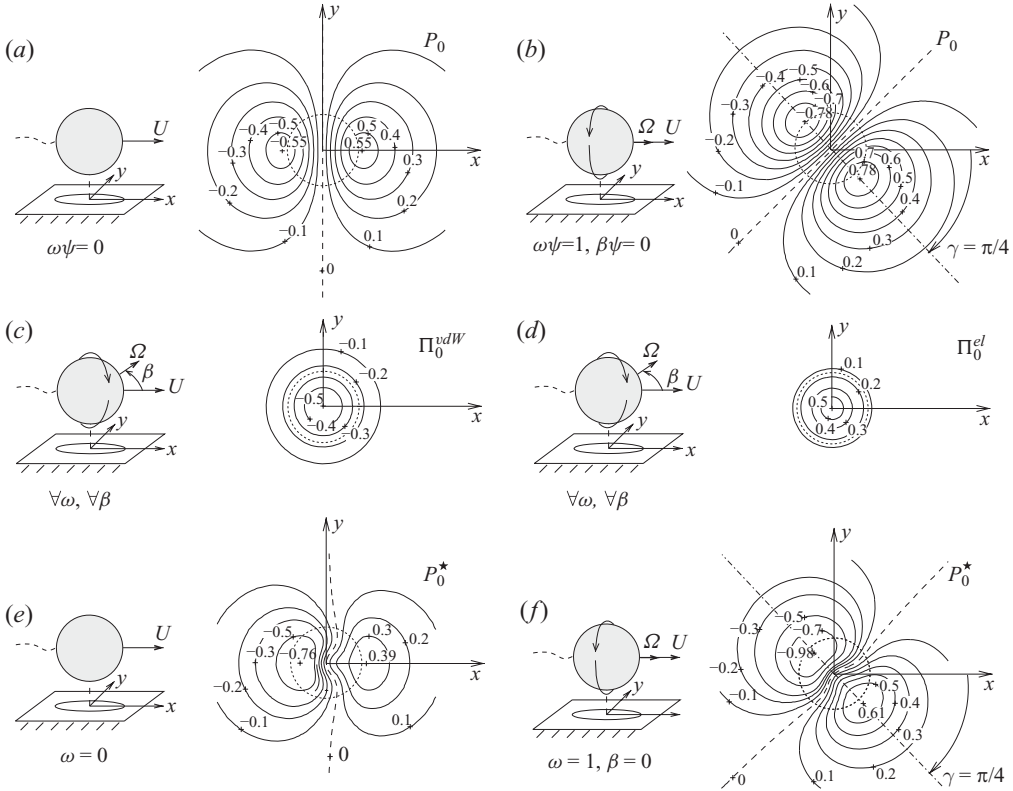 (a)
y
P₀
−0.4
−0.5
−0.55
0.5
0.55
0.4
−0.3
0.3
−0.2
0.2
−0.1
0.1
0
x
U
y
x
ωψ= 0
(b)
y
P₀
−0.4
−0.5
−0.6
−0.7
−0.78
−0.3
−0.2
−0.1
0
0.7
0.78
0.6
0.5
0.4
0.3
0.2
0.1
x
γ = π/4
Ω U
y
x
ωψ=1, βψ= 0
(c)
y
Π₀ᵛᵈᵂ
−0.1
−0.2
−0.5
−0.4
−0.3
x
Ω
β
U
y
x
∀ω, ∀β
(d)
y
Π₀ᵉˡ
0.1
0.2
0.5
0.4
0.3
x
Ω
β
U
y
x
∀ω, ∀β
(e)
y
P₀★
−0.5
−0.3
−0.76
−0.2
−0.1
0.3
0.2
0.39
0.1
0
x
U
y
x
ω = 0
(f)
y
P₀★
−0.5
−0.3
−0.7
−0.98
−0.2
−0.1
0
0.5
0.4
0.61
0.3
0.2
0.1
x
γ = π/4
Ω U
y
ω = 1, β = 0